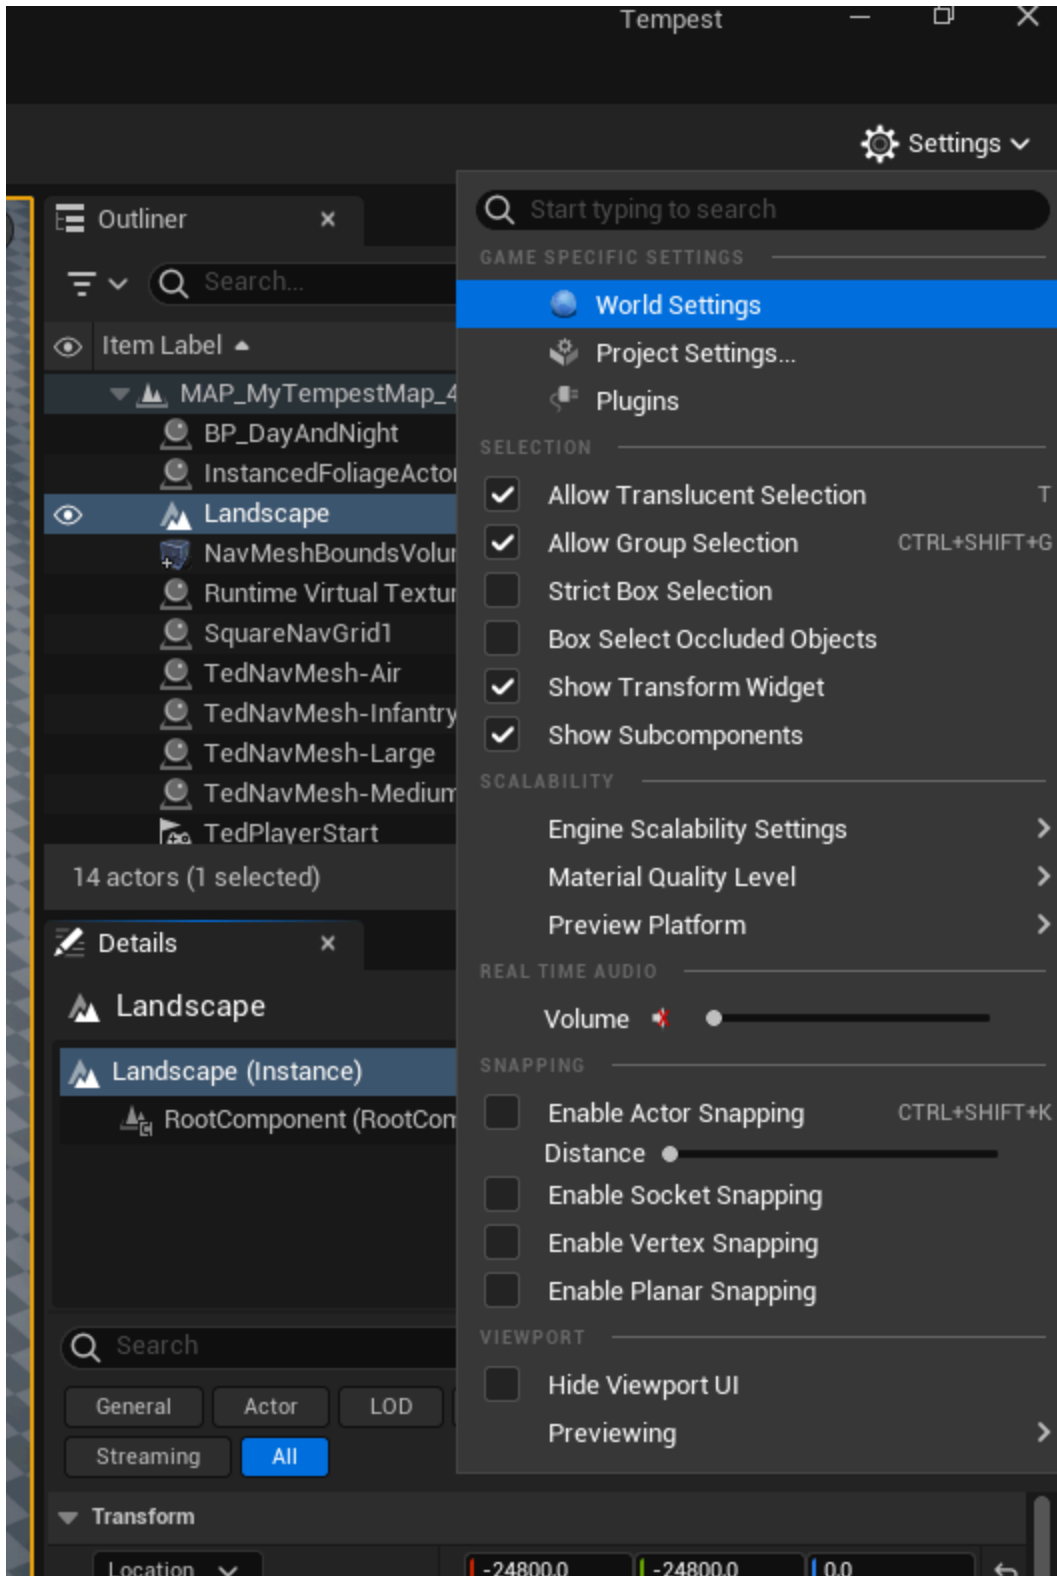 Tempest
Settings
Outliner
Start typing to search
Search...
GAME SPECIFIC SETTINGS
World Settings
Item Label
Project Settings...
MAP_MyTempestMap_4
Plugins
BP_DayAndNight
SELECTION
InstancedFoliageActor
Allow Translucent Selection T
Landscape
Allow Group Selection CTRL+SHIFT+G
NavMeshBoundsVolu
Strict Box Selection
Runtime Virtual Textur
Box Select Occluded Objects
SquareNavGrid1
TedNavMesh-Air
Show Transform Widget
TedNavMesh-Infantry
Show Subcomponents
TedNavMesh-Large
SCALABILITY
TedNavMesh-Medium
Engine Scalability Settings
TedPlayerStart
Material Quality Level
14 actors (1 selected)
Preview Platform
Details
REAL TIME AUDIO
Landscape
Volume
Landscape (Instance)
SNAPPING
RootComponent (RootCom
Enable Actor Snapping CTRL+SHIFT+K
Distance
Enable Socket Snapping
Enable Vertex Snapping
Enable Planar Snapping
Search
VIEWPORT
General Actor LOD
Hide Viewport UI
Streaming All
Previewing
Transform
Location -24800.0 -24800.0 0.0